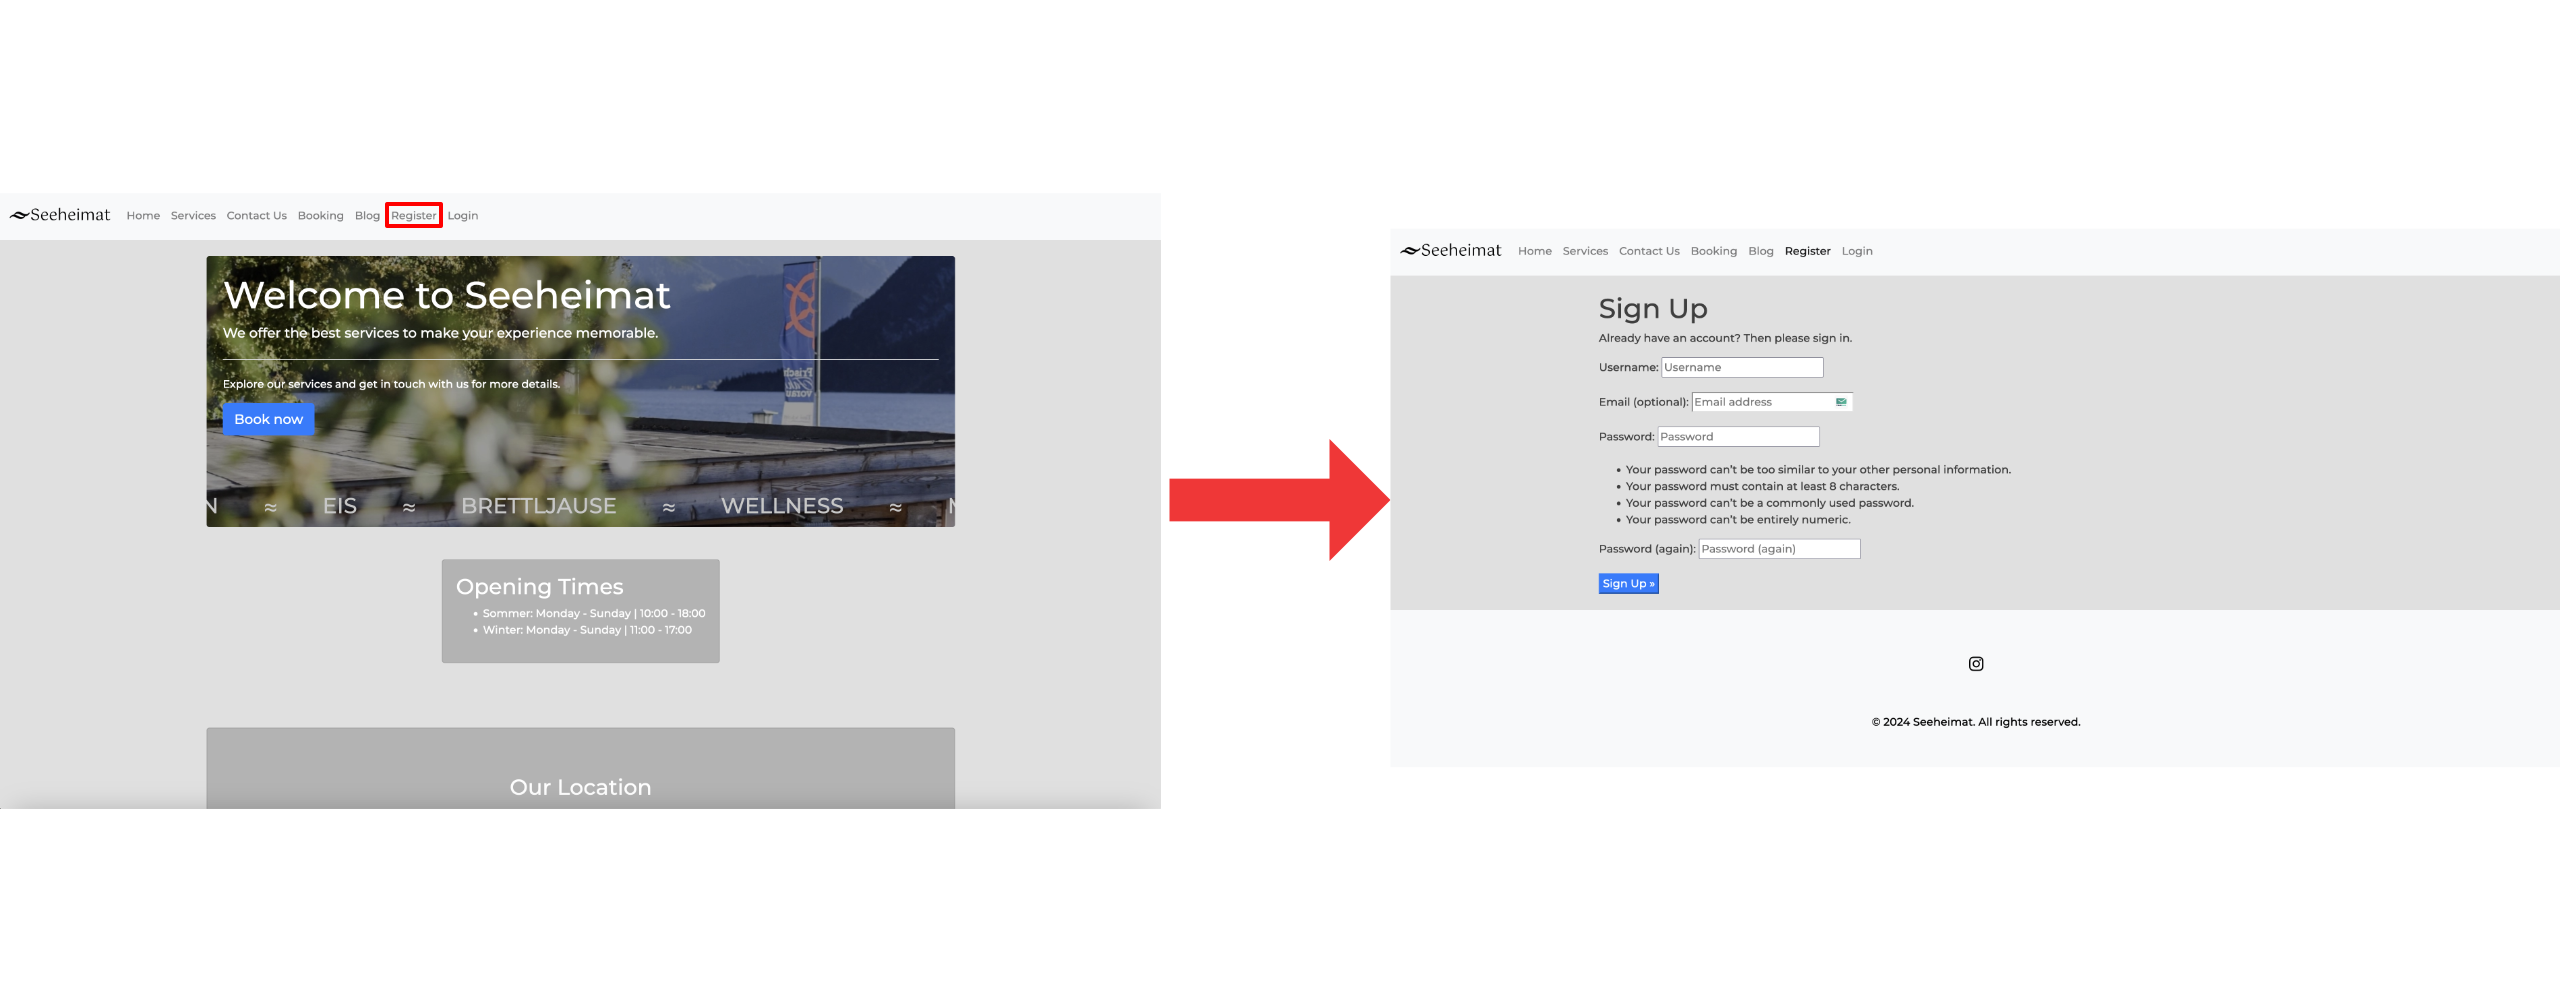 Seeheimat Home Services Contact Us Booking Blog Register Login
Welcome to Seeheimat
We offer the best services to make your experience memorable.
Explore our services and get in touch with us for more details.
Book now
N ≈ EIS ≈ BRETTLJAUSE ≈ WELLNESS ≈
Opening Times
• Sommer: Monday - Sunday | 10:00 - 18:00
• Winter: Monday - Sunday | 11:00 - 17:00
Our Location
Seeheimat Home Services Contact Us Booking Blog Register Login
Sign Up
Already have an account? Then please sign in.
Username: Username
Email (optional): Email address
Password: Password
• Your password can't be too similar to your other personal information.
• Your password must contain at least 8 characters.
• Your password can't be a commonly used password.
• Your password can't be entirely numeric.
Password (again): Password (again)
Sign Up »
© 2024 Seeheimat. All rights reserved.